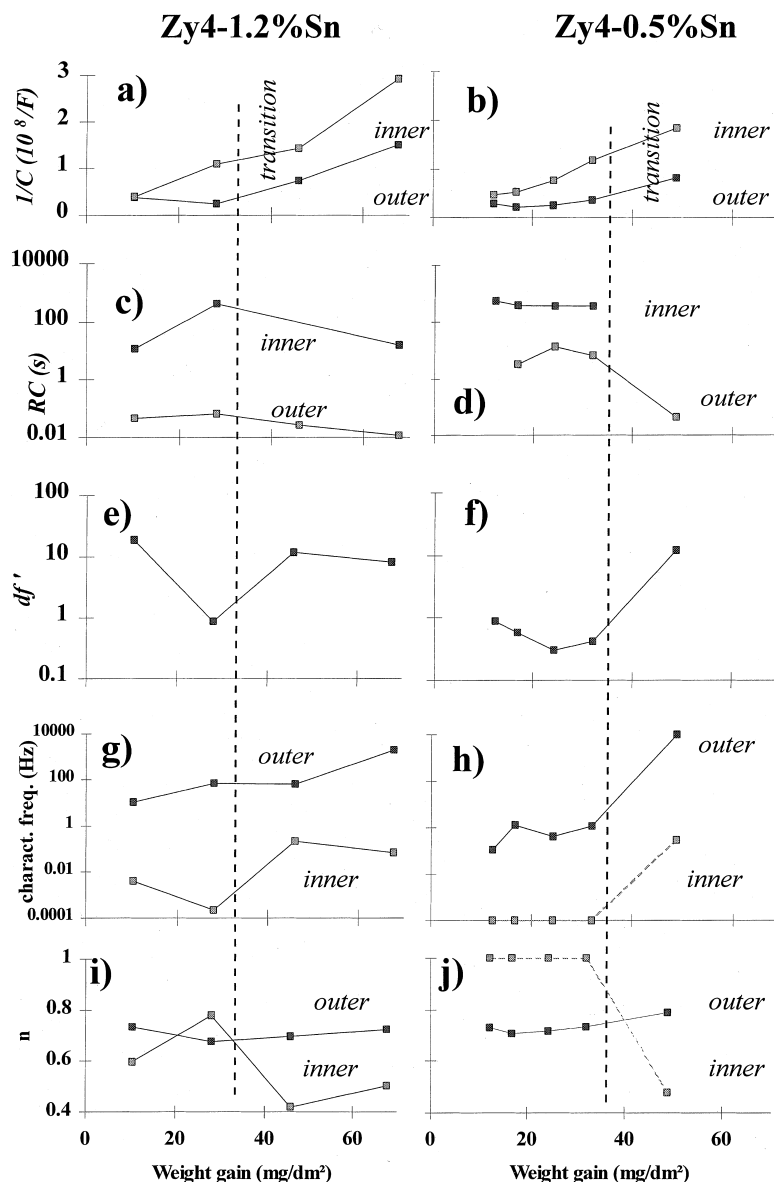 Zy4-1.2%Sn Zy4-0.5%Sn
1/C (10 8/F)
3
2
1
0
a)
transition
inner
outer
b)
transition
inner
outer
RC (s)
10000
100
1
0.01
c)
inner
outer
d)
inner
outer
df '
100
10
1
0.1
e)
f)
charact. freq. (Hz)
10000
100
1
0.01
0.0001
g)
outer
inner
h)
outer
inner
n
1
0.8
0.6
0.4
i)
outer
inner
j)
outer
inner
0 20 40 60 0 20 40 60
Weight gain (mg/dm²) Weight gain (mg/dm²)